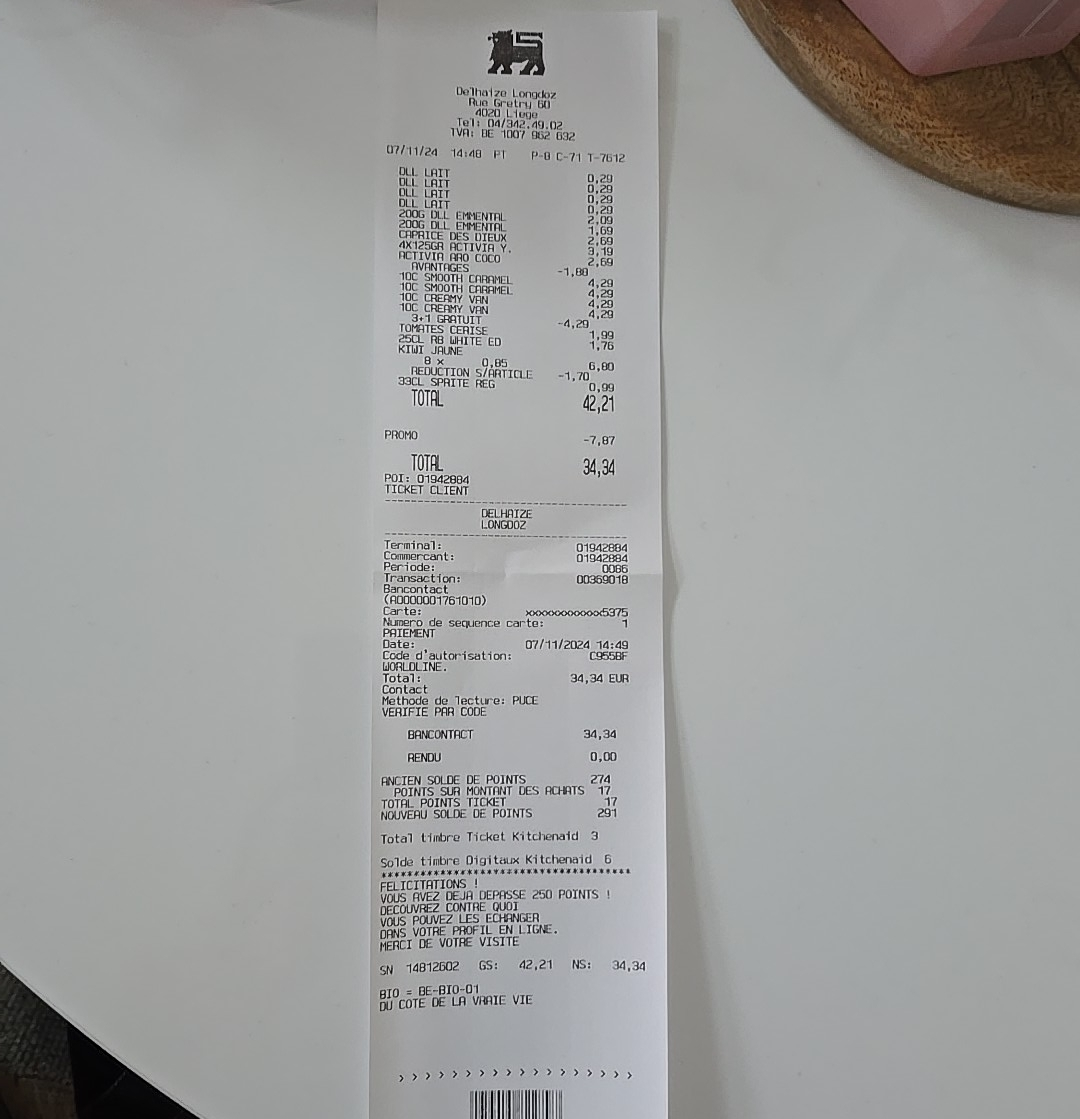 Delhaize Longdoz
Rue Gretry 60
4020 Liege
Tel: 04/342.49.02
TVA: BE 1007 962 632
07/11/24 14:48 PT P-8 C-71 T-7612
DLL LAIT 0,29
DLL LAIT 0,29
DLL LAIT 0,29
DLL LAIT 0,29
200G DLL EMMENTAL 2,09
200G DLL EMMENTAL 1,69
CAPRICE DES DIEUX 2,69
4X125GR ACTIVIA Y. 3,19
ACTIVIA ARO COCO 2,69
AVANTAGES -1,88
10C SMOOTH CARAMEL 4,29
10C SMOOTH CARAMEL 4,29
10C CREAMY VAN 4,29
10C CREAMY VAN 4,29
3+1 GRATUIT -4,29
TOMATES CERISE 1,99
25CL RB WHITE ED 1,76
KIWI JAUNE
8 x 0,85 6,80
REDUCTION S/ARTICLE -1,70
33CL SPRITE REG 0,99
TOTAL 42,21
PROMO -7,87
TOTAL 34,34
POI: 01942884
TICKET CLIENT
DELHAIZE
LONGDOZ
Terminal: 01942884
Commercant: 01942884
Periode: 0086
Transaction: 00369018
Bancontact
(A0000001761010)
Carte: xxxxxxxxxxxx5375
Numero de sequence carte: 1
PAIEMENT
Date: 07/11/2024 14:49
Code d'autorisation: C955BF
WORLDLINE.
Total: 34,34 EUR
Contact
Methode de lecture: PUCE
VERIFIE PAR CODE
BANCONTACT 34,34
RENDU 0,00
ANCIEN SOLDE DE POINTS 274
POINTS SUR MONTANT DES ACHATS 17
TOTAL POINTS TICKET 17
NOUVEAU SOLDE DE POINTS 291
Total timbre Ticket Kitchenaid 3
Solde timbre Digitaux Kitchenaid 6
***************************************
FELICITATIONS !
VOUS AVEZ DEJA DEPASSE 250 POINTS !
DECOUVREZ CONTRE QUOI
VOUS POUVEZ LES ECHANGER
DANS VOTRE PROFIL EN LIGNE.
MERCI DE VOTRE VISITE
SN 14812602 GS: 42,21 NS: 34,34
BIO = BE-BIO-01
DU COTE DE LA VRAIE VIE
> > > > > > > > > > > > > > > > > >